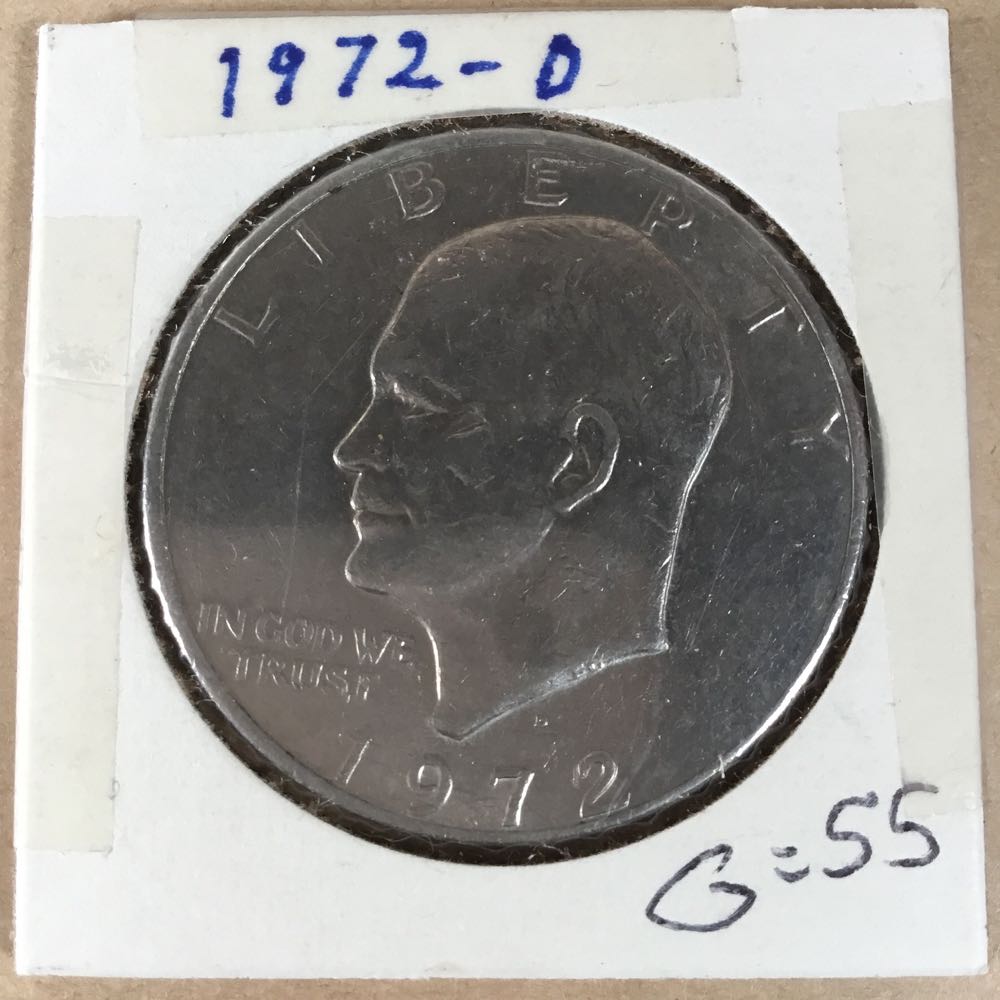 1972-D
LIBERTY
IN GOD WE
TRUST
D
1972
G=55